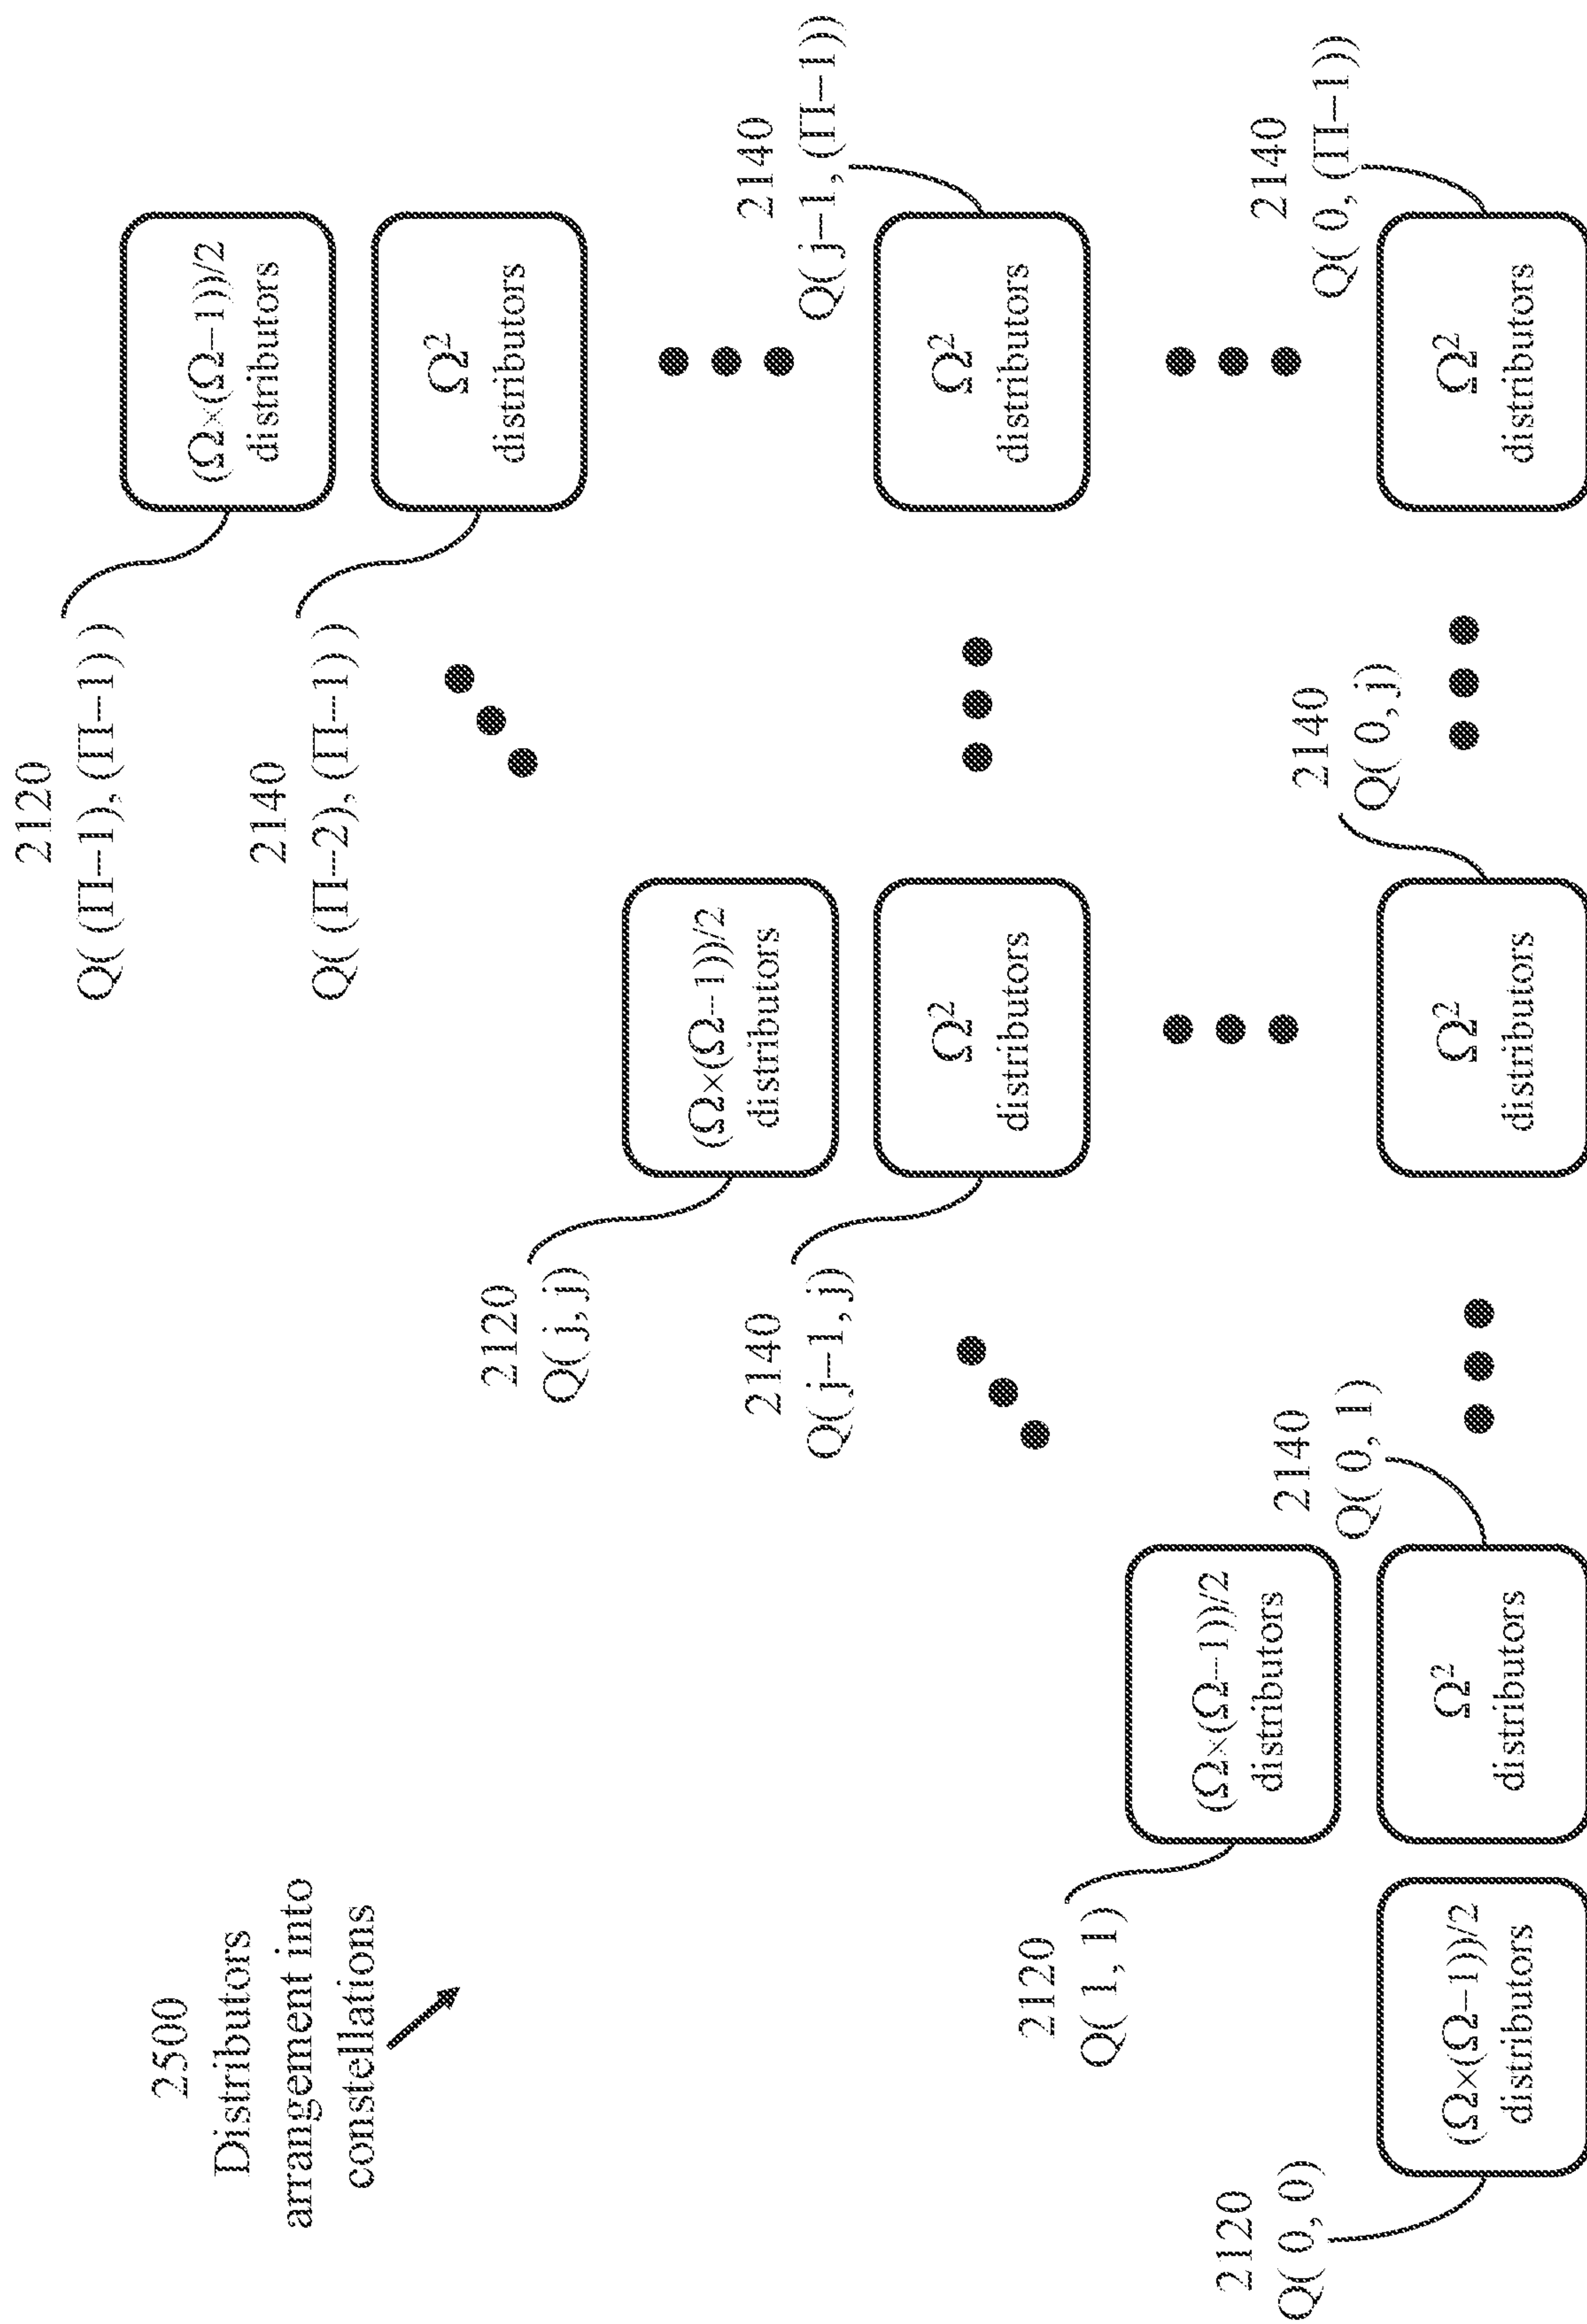 2500
Distributors
arrangement into
constellations
2120
Q( (Π−1), (Π−1) )
(Ω×(Ω−1))/2
distributors
2140
Q( (Π−2), (Π−1) )
Ω²
distributors
2120
Q( j, j)
(Ω×(Ω−1))/2
distributors
2140
Q( j−1, j)
Ω²
distributors
2140
Q( j−1, (Π−1))
Ω²
distributors
2120
Q( 1, 1)
(Ω×(Ω−1))/2
distributors
2120
Q( 0, 0)
(Ω×(Ω−1))/2
distributors
2140
Q( 0, 1)
Ω²
distributors
2140
Q( 0, j)
Ω²
distributors
2140
Q( 0, (Π−1))
Ω²
distributors